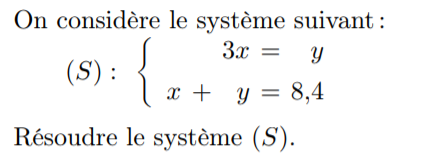 On considère le système suivant :
(S) : { 3x = y
x + y = 8,4
Résoudre le système (S).